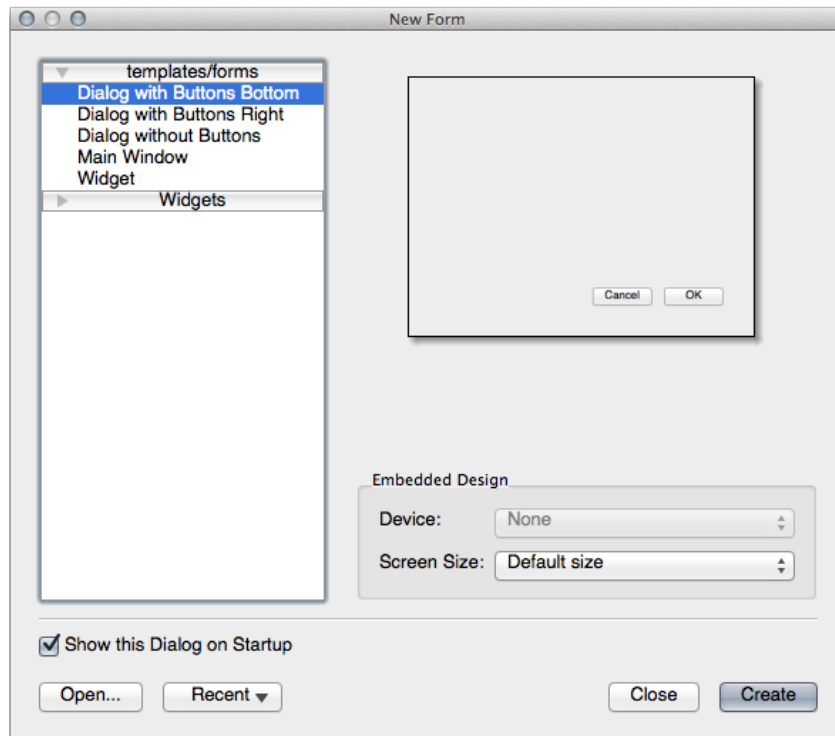 New Form
templates/forms
Dialog with Buttons Bottom
Dialog with Buttons Right
Dialog without Buttons
Main Window
Widget
Widgets
Cancel OK
Embedded Design
Device: None
Screen Size: Default size
Show this Dialog on Startup
Open... Recent Close Create